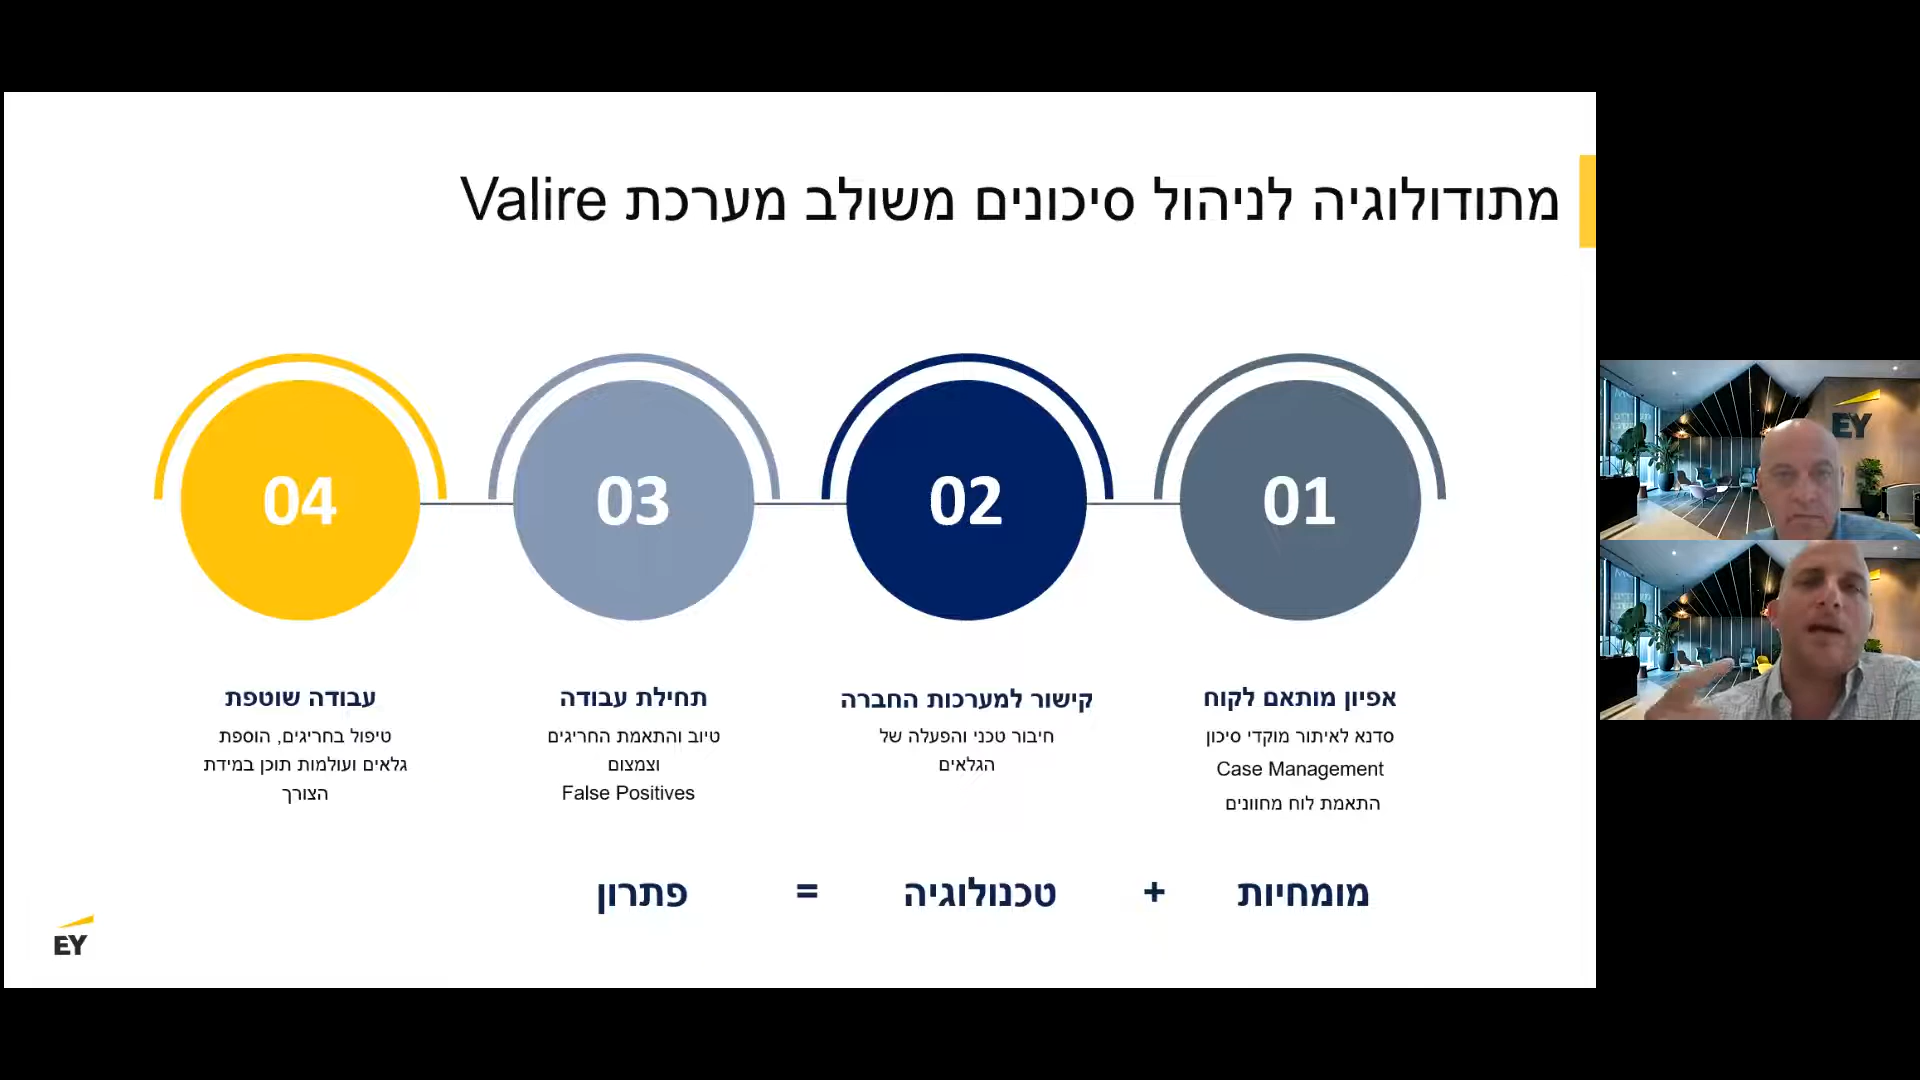 מתודולוגיה לניהול סיכונים משולב מערכת Valire
01
02
03
04
אפיון מותאם לקוח
סדנא לאיתור מוקדי סיכון
Case Management
התאמת לוח מחוונים
קישור למערכות החברה
חיבור טכני והפעלה של
הגלאים
תחילת עבודה
טיוב והתאמת החריגים
וצמצום
False Positives
עבודה שוטפת
טיפול בחריגים, הוספת
גלאים ועולמות תוכן במידת
הצורך
מומחיות + טכנולוגיה = פתרון
EY
EY